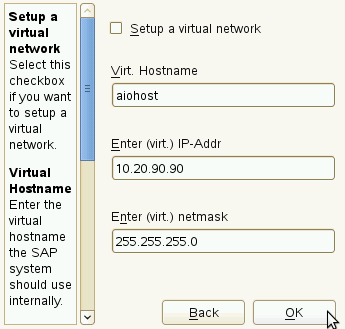 Setup a
virtual
network
Select this
checkbox
if you want
to setup a
virtual
network.
Virtual
Hostname
Enter the
virtual
hostname
the SAP
system
should use
internally.
Setup a virtual network
Virt. Hostname
aiohost
Enter (virt.) IP-Addr
10.20.90.90
Enter (virt.) netmask
255.255.255.0
Back
OK